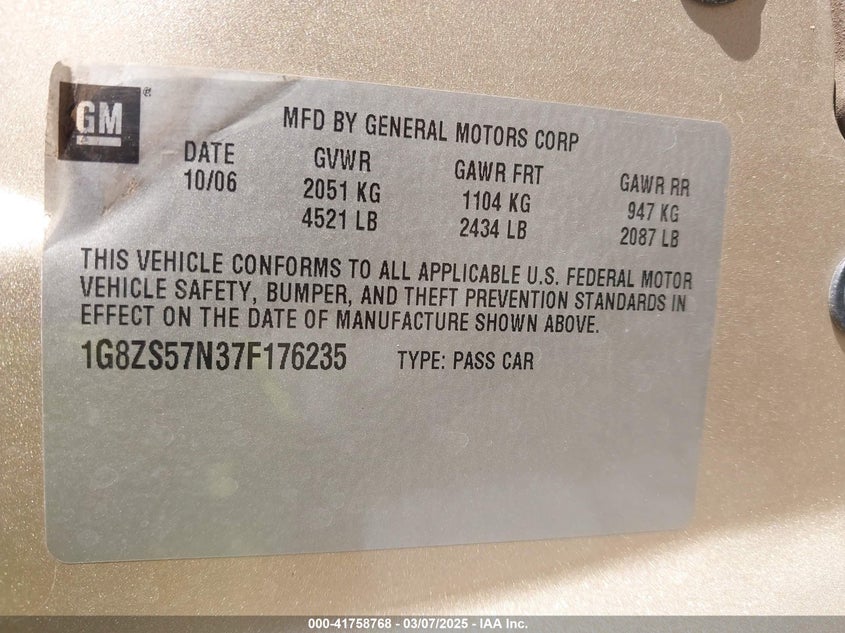 GM®
MFD BY GENERAL MOTORS CORP
DATE GVWR GAWR FRT GAWR RR
10/06 2051 KG 1104 KG 947 KG
4521 LB 2434 LB 2087 LB
THIS VEHICLE CONFORMS TO ALL APPLICABLE U.S. FEDERAL MOTOR
VEHICLE SAFETY, BUMPER, AND THEFT PREVENTION STANDARDS IN
EFFECT ON THE DATE OF MANUFACTURE SHOWN ABOVE.
1G8ZS57N37F176235 TYPE: PASS CAR
000-41758768 - 03/07/2025 - IAA Inc.